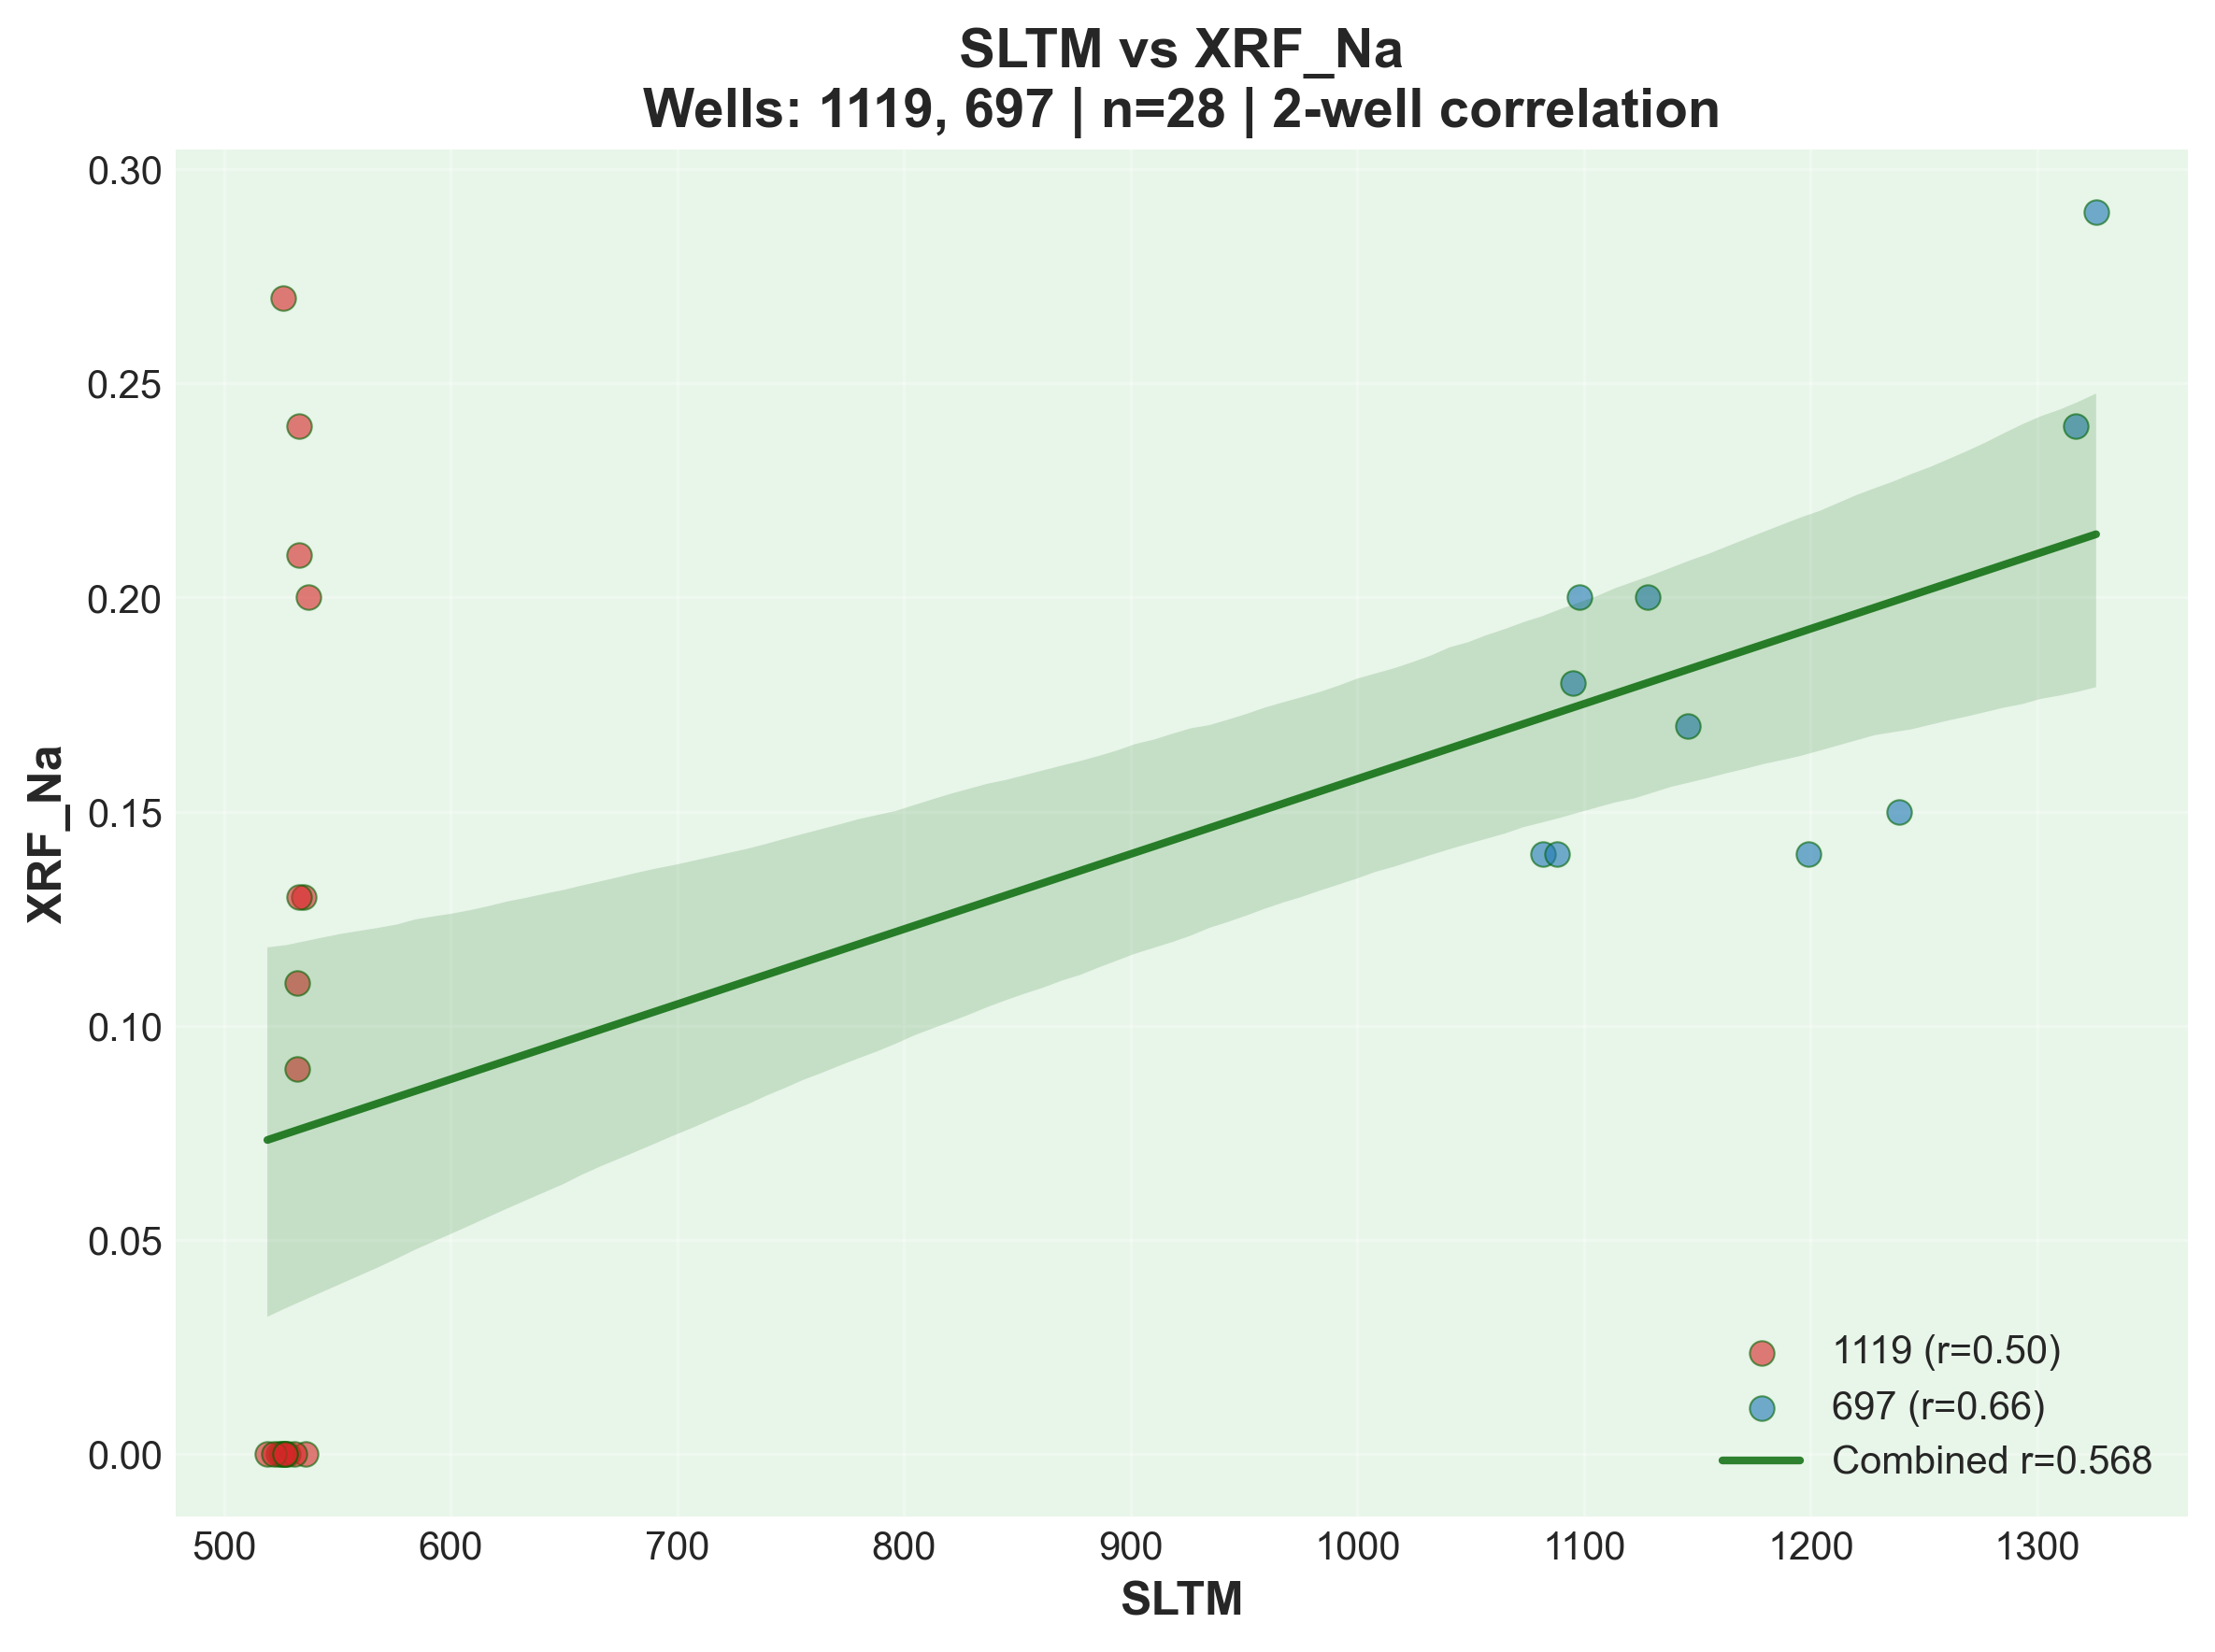 SLTM vs XRF_Na
Wells: 1119, 697 | n=28 | 2-well correlation
0.30
0.25
0.20
0.15
0.10
0.05
0.00
XRF_Na
500 600 700 800 900 1000 1100 1200 1300
SLTM
1119 (r=0.50)
697 (r=0.66)
Combined r=0.568